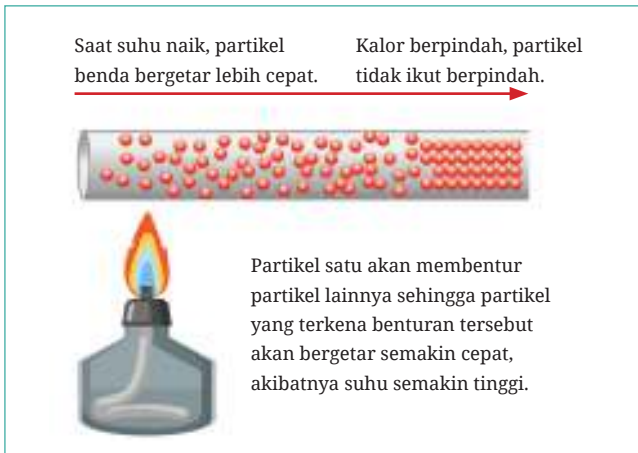 Saat suhu naik, partikel
benda bergetar lebih cepat.
Kalor berpindah, partikel
tidak ikut berpindah.
Partikel satu akan membentur
partikel lainnya sehingga partikel
yang terkena benturan tersebut
akan bergetar semakin cepat,
akibatnya suhu semakin tinggi.